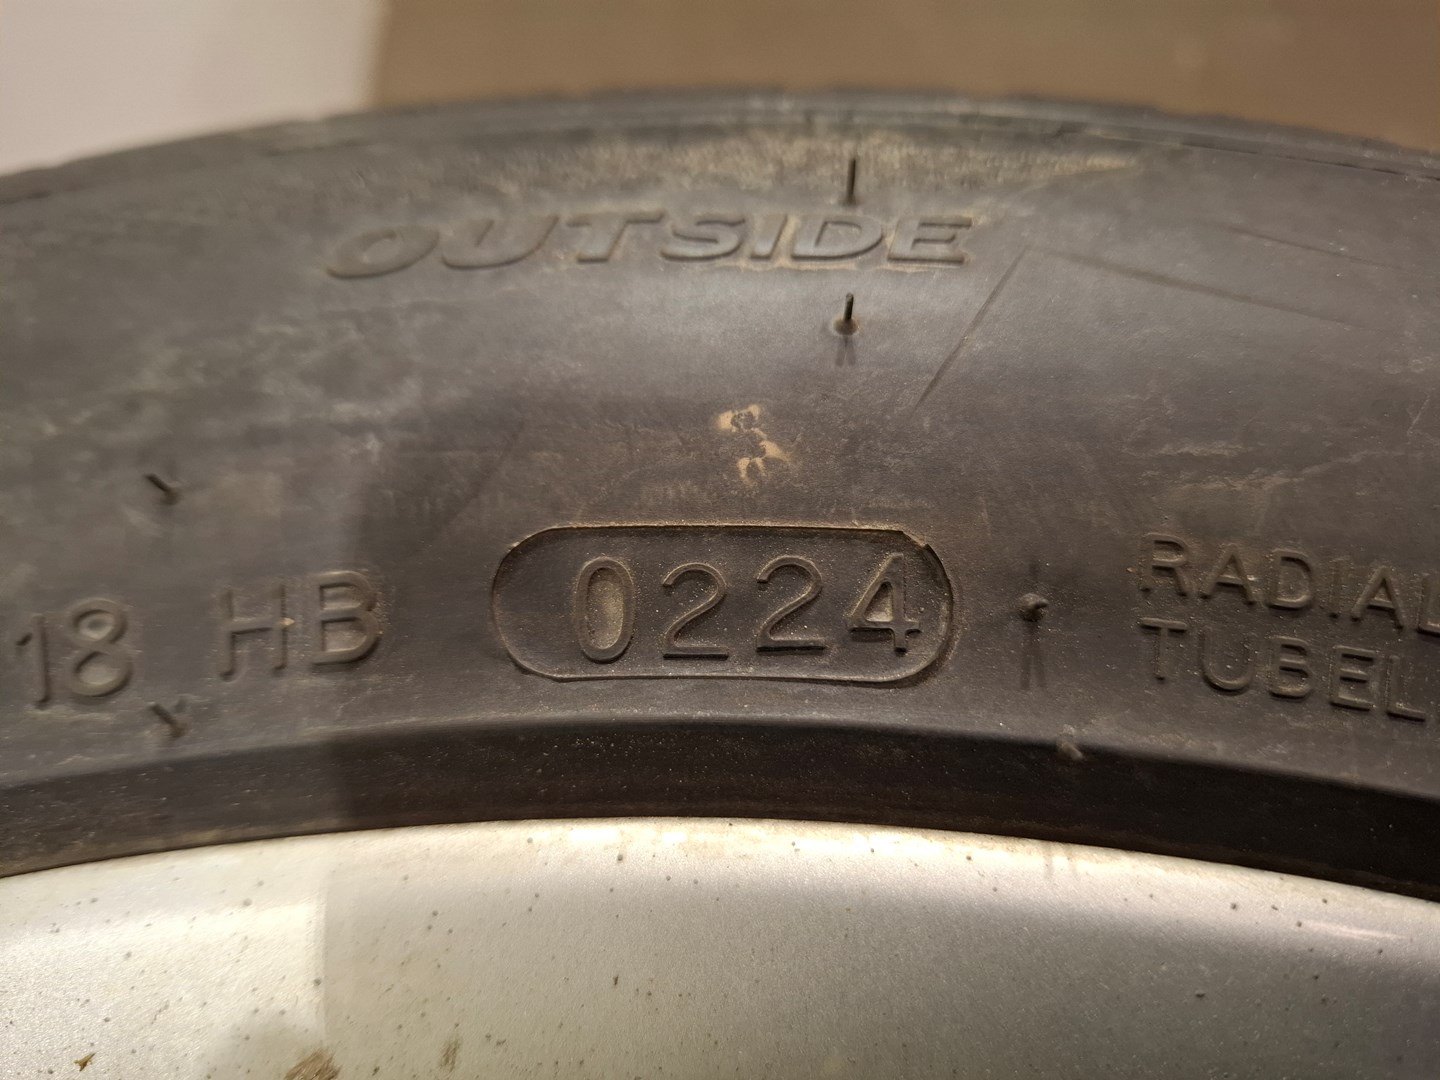 OUTSIDE
18 HB 0224
RADIAL
TUBEL